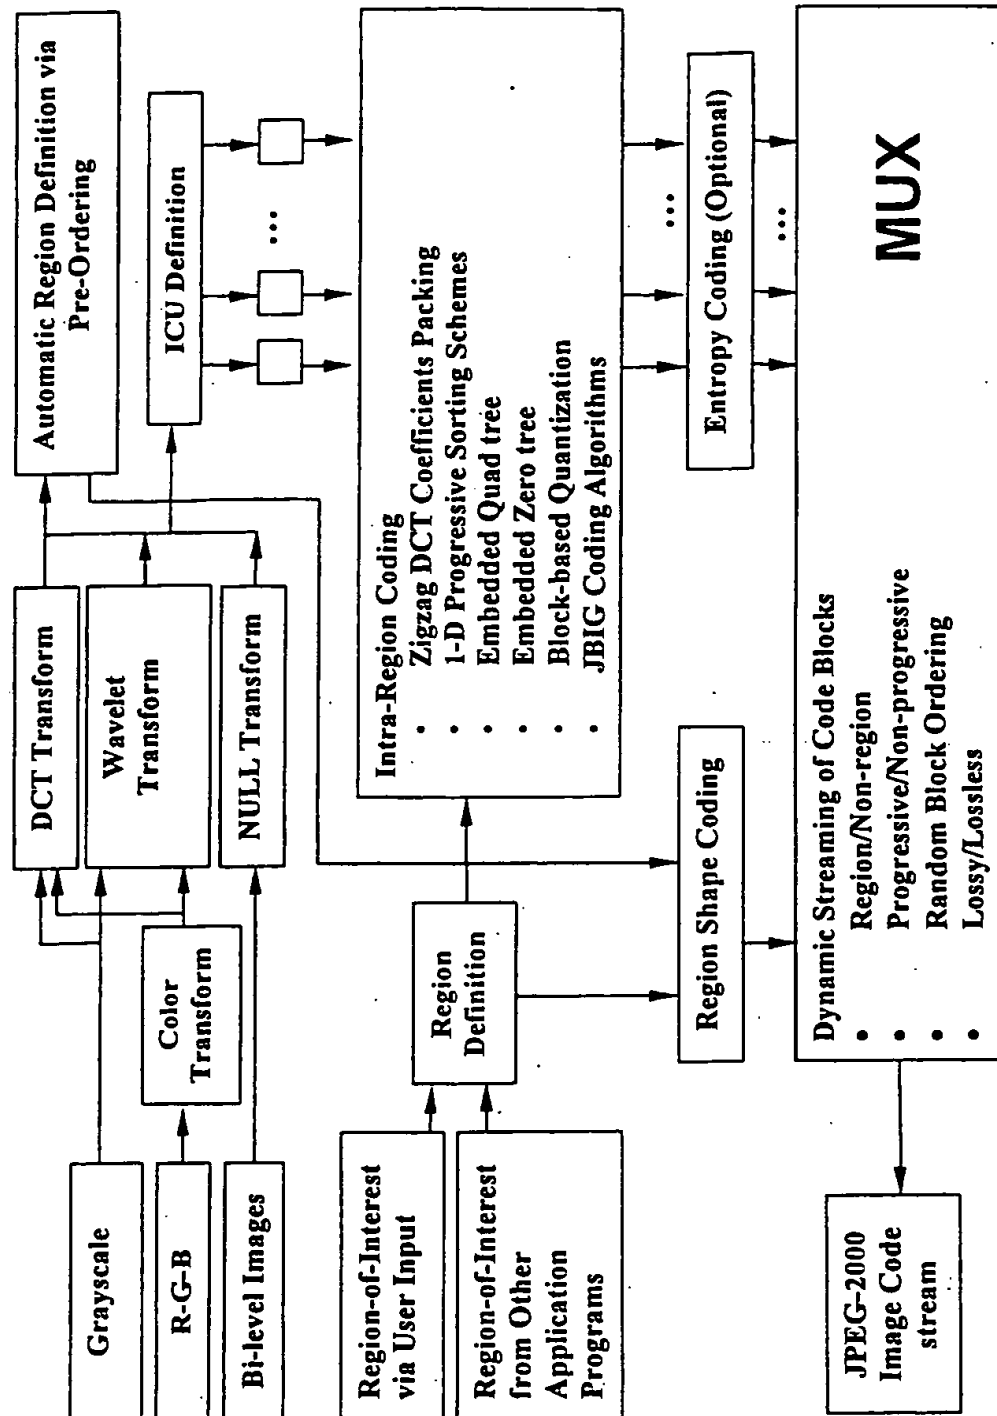 Grayscale
R-G-B
Bi-level Images
Color
Transform
DCT Transform
Wavelet
Transform
NULL Transform
Automatic Region Definition via
Pre-Ordering
ICU Definition
...
Region-of-Interest
via User Input
Region-of-Interest
from Other
Application
Programs
Region
Definition
Intra-Region Coding
• Zigzag DCT Coefficients Packing
• 1-D Progressive Sorting Schemes
• Embedded Quad tree
• Embedded Zero tree
• Block-based Quantization
• JBIG Coding Algorithms
...
Region Shape Coding
Entropy Coding (Optional)
...
Dynamic Streaming of Code Blocks
• Region/Non-region
• Progressive/Non-progressive
• Random Block Ordering
• Lossy/Lossless
MUX
JPEG-2000
Image Code
stream